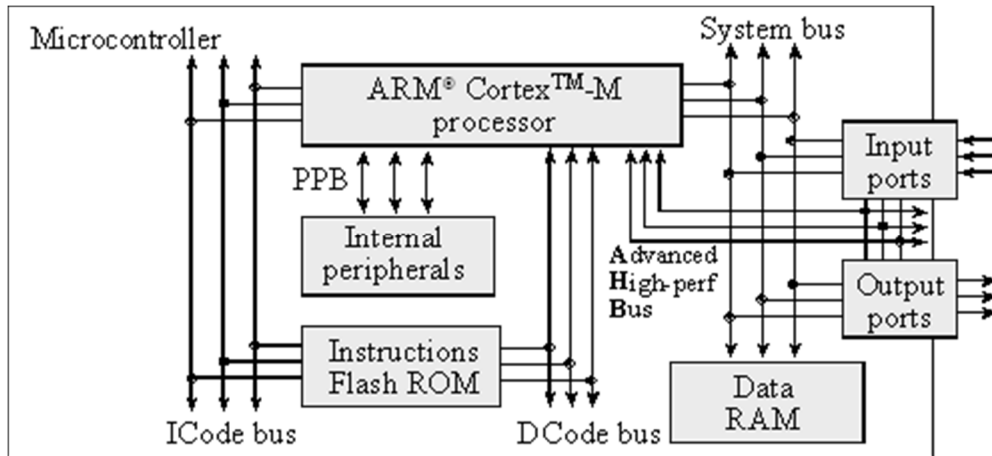 Microcontroller
System bus
ARM® Cortex™-M
processor
Input
ports
PPB
Internal
peripherals
Advanced
High-perf
Bus
Output
ports
Instructions
Flash ROM
Data
RAM
ICode bus
DCode bus